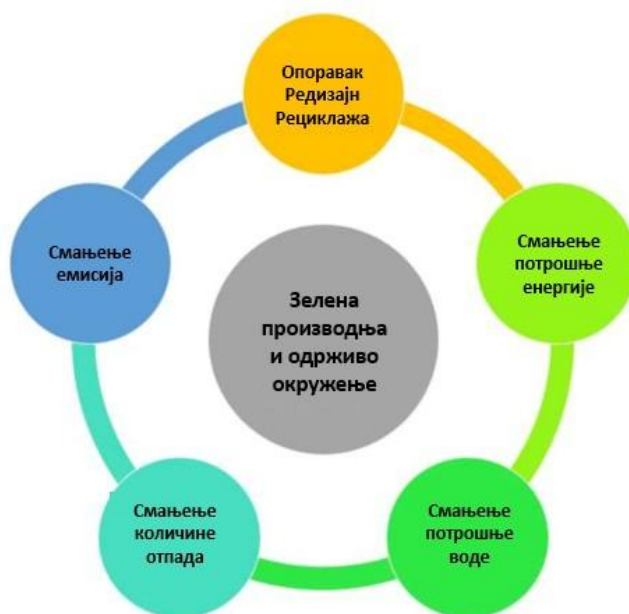 Опоравак
Редизајн
Рециклажа
Смањење
емисија
Смањење
потрошње
енергије
Зелена
производња
и одрживо
окружење
Смањење
количине
отпада
Смањење
потрошње
воде